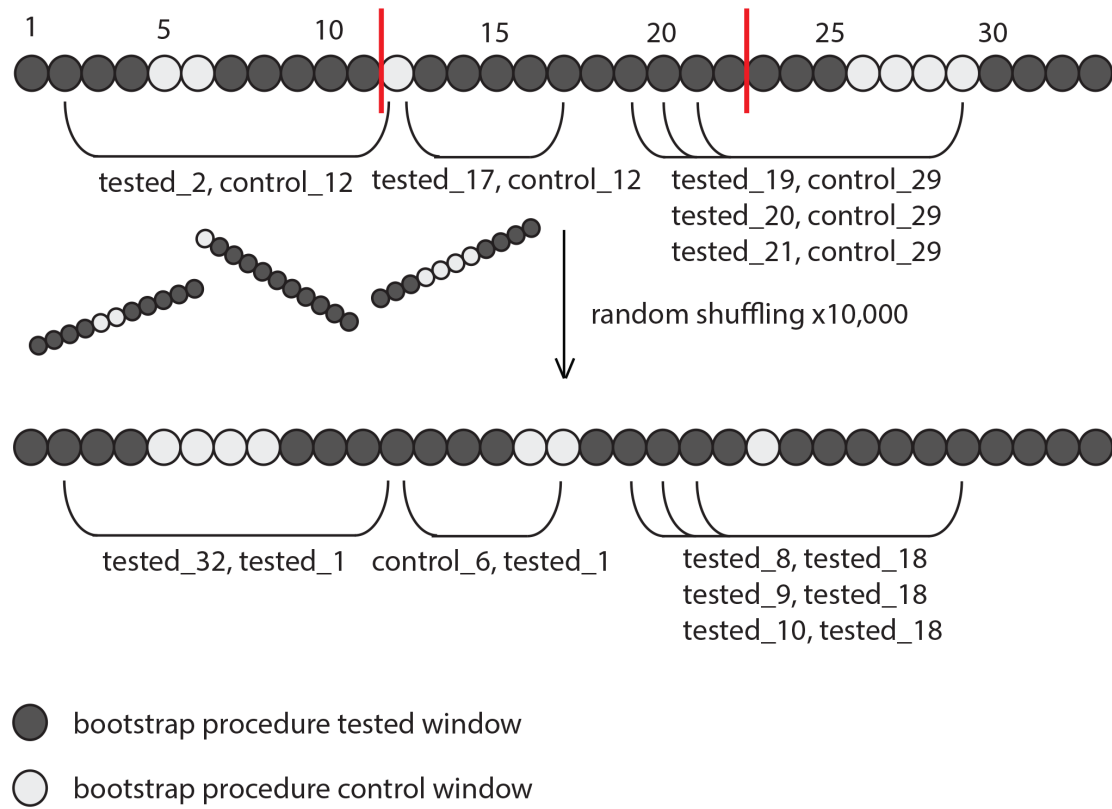 1 5 10 15 20 25 30
tested_2, control_12 tested_17, control_12 tested_19, control_29
tested_20, control_29
tested_21, control_29
random shuffling x10,000
tested_32, tested_1 control_6, tested_1 tested_8, tested_18
tested_9, tested_18
tested_10, tested_18
bootstrap procedure tested window
bootstrap procedure control window